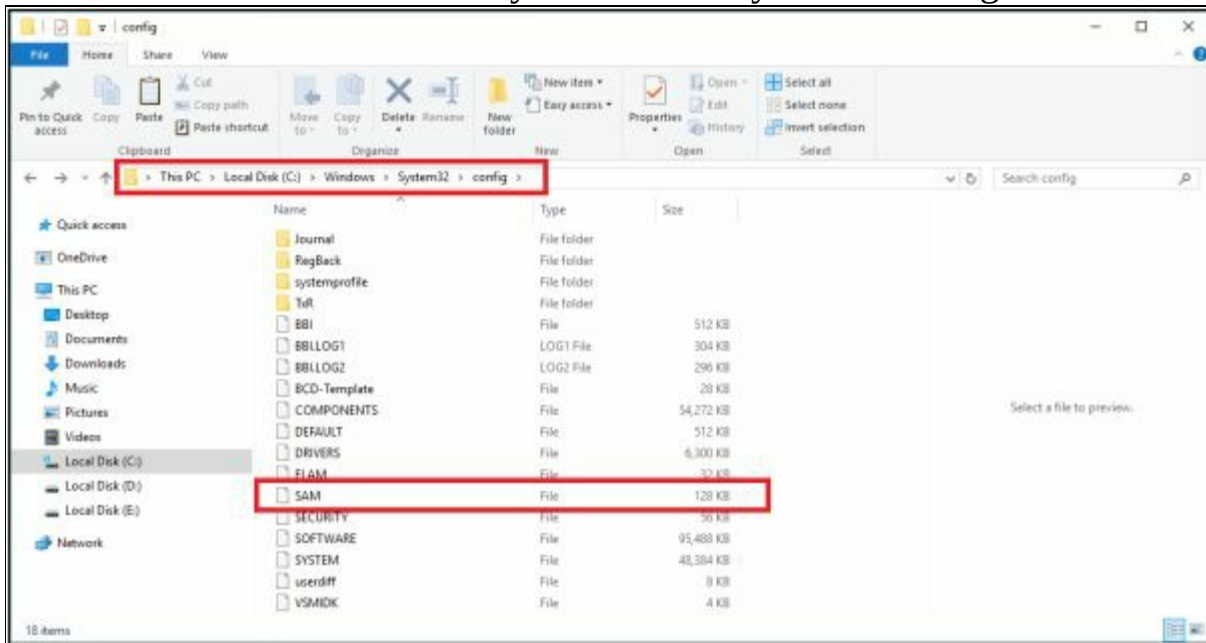 config
File Home Share View
Pin to Quick access
Copy
Paste
Cut
Copy path
Paste shortcut
Clipboard
Move to
Copy to
Delete
Rename
Organize
New folder
New item
Easy access
New
Properties
Open
Edit
History
Open
Select all
Select none
Invert selection
Select
This PC > Local Disk (C:) > Windows > System32 > config >
Search config
Quick access
OneDrive
This PC
Desktop
Documents
Downloads
Music
Pictures
Videos
Local Disk (C:)
Local Disk (D:)
Local Disk (E:)
Network
Name Type Size
Journal File folder
RegBack File folder
systemprofile File folder
TxR File folder
BBI File 512 KB
BBI.LOG1 LOG1 File 304 KB
BBI.LOG2 LOG2 File 296 KB
BCD-Template File 28 KB
COMPONENTS File 54,272 KB
DEFAULT File 512 KB
DRIVERS File 6,300 KB
ELAM File 32 KB
SAM File 128 KB
SECURITY File 56 KB
SOFTWARE File 95,488 KB
SYSTEM File 48,384 KB
userdiff File 8 KB
VSMIDK File 4 KB
Select a file to preview.
18 items